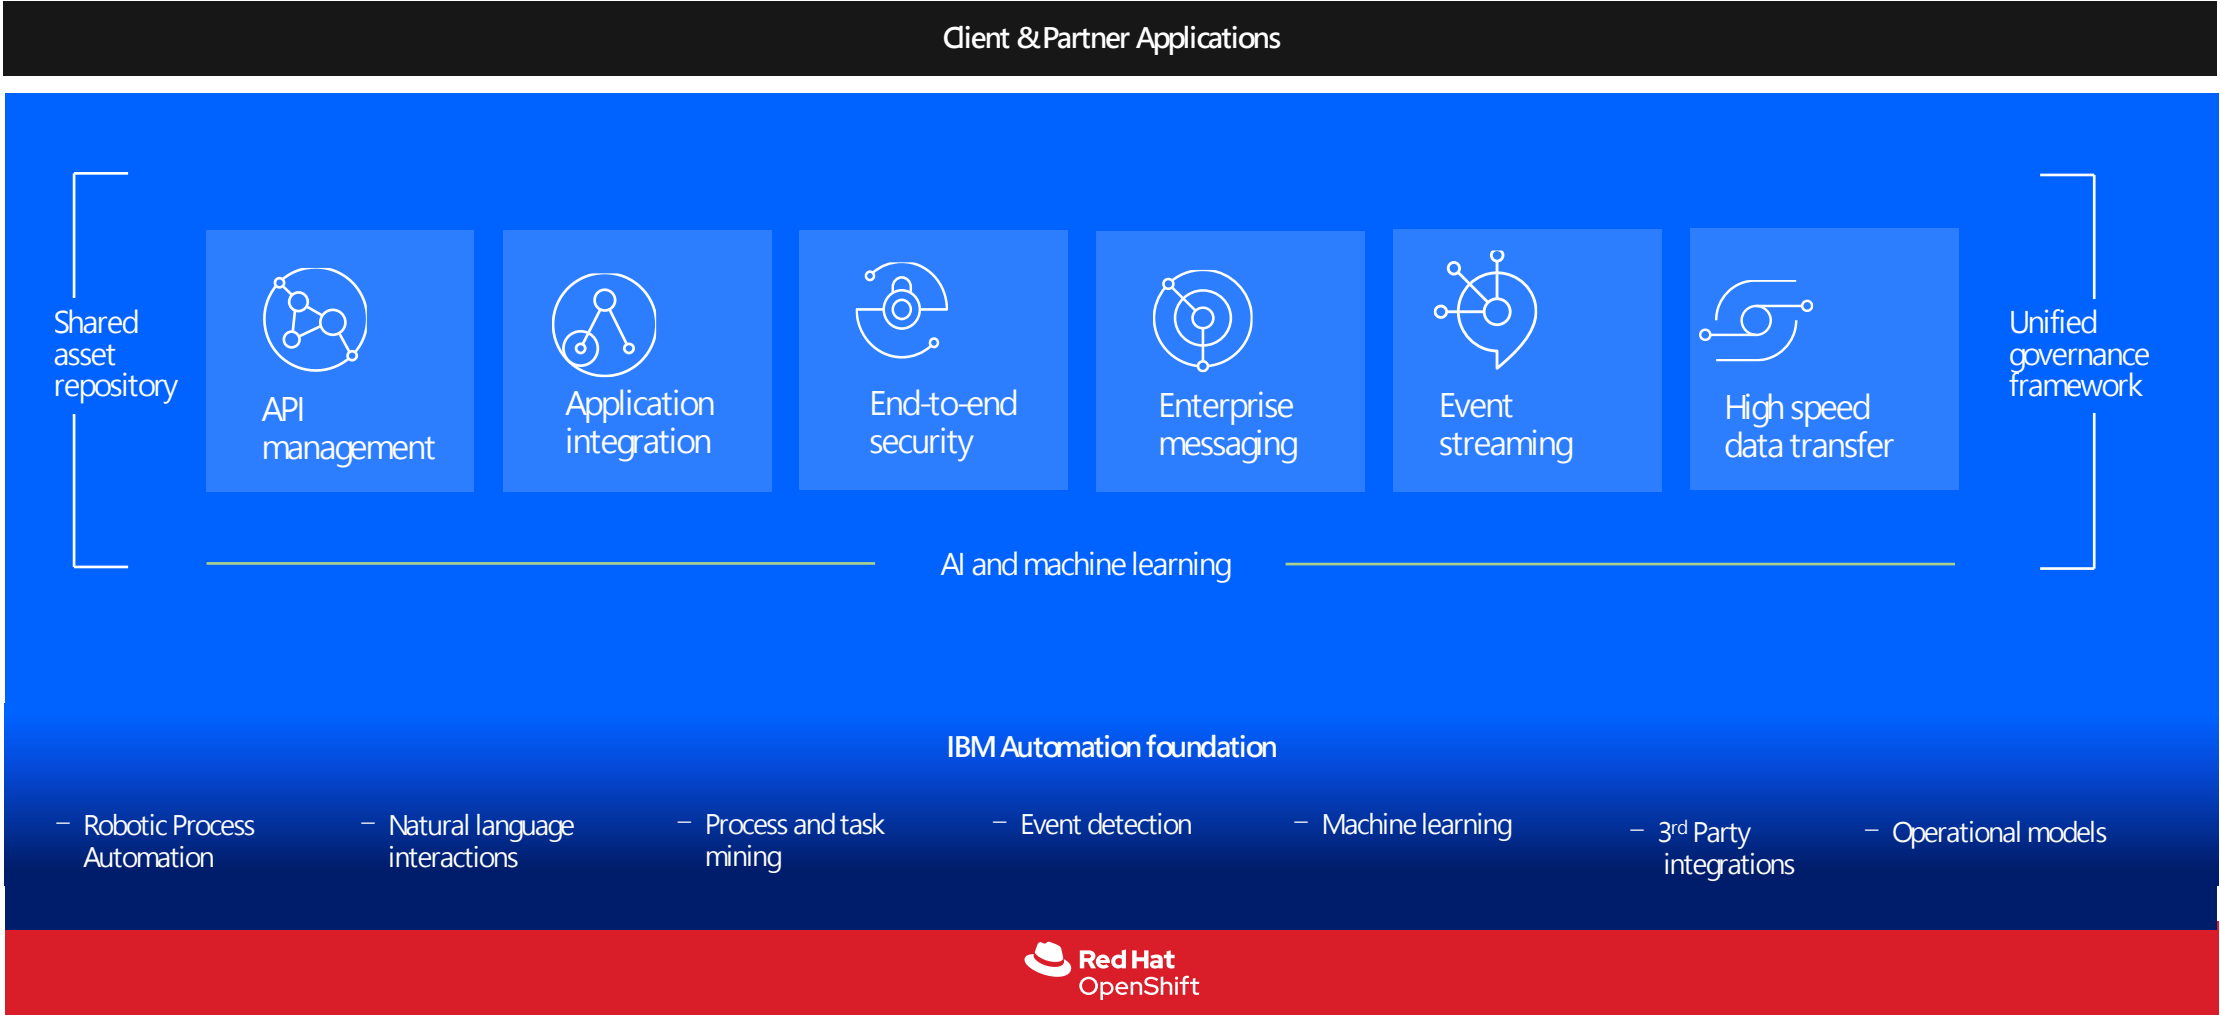 Client & Partner Applications
Shared
asset
repository
API
management
Application
integration
End-to-end
security
Enterprise
messaging
Event
streaming
High speed
data transfer
Unified
governance
framework
AI and machine learning
IBM Automation foundation
– Robotic Process
Automation
– Natural language
interactions
– Process and task
mining
– Event detection
– Machine learning
– 3rd Party
integrations
– Operational models
Red Hat
OpenShift